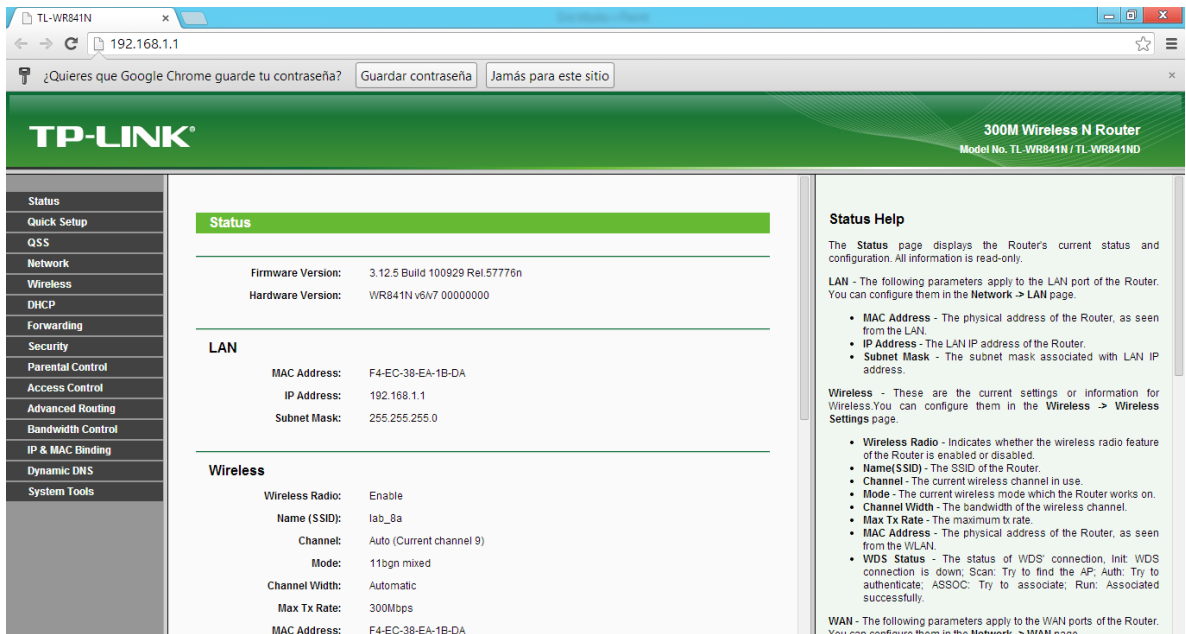 TL-WR841N
192.168.1.1
¿Quieres que Google Chrome guarde tu contraseña? Guardar contraseña Jamás para este sitio
TP-LINK®
300M Wireless N Router
Model No. TL-WR841N / TL-WR841ND
Status
Quick Setup
QSS
Network
Wireless
DHCP
Forwarding
Security
Parental Control
Access Control
Advanced Routing
Bandwidth Control
IP & MAC Binding
Dynamic DNS
System Tools
Status
Firmware Version: 3.12.5 Build 100929 Rel.57776n
Hardware Version: WR841N v6/v7 00000000
LAN
MAC Address: F4-EC-38-EA-1B-DA
IP Address: 192.168.1.1
Subnet Mask: 255.255.255.0
Wireless
Wireless Radio: Enable
Name (SSID): lab_8a
Channel: Auto (Current channel 9)
Mode: 11bgn mixed
Channel Width: Automatic
Max Tx Rate: 300Mbps
MAC Address: F4-EC-38-EA-1B-DA
Status Help
The Status page displays the Router's current status and
configuration. All information is read-only.
LAN - The following parameters apply to the LAN port of the Router.
You can configure them in the Network -> LAN page.
• MAC Address - The physical address of the Router, as seen
from the LAN.
• IP Address - The LAN IP address of the Router.
• Subnet Mask - The subnet mask associated with LAN IP
address.
Wireless - These are the current settings or information for
Wireless.You can configure them in the Wireless -> Wireless
Settings page.
• Wireless Radio - Indicates whether the wireless radio feature
of the Router is enabled or disabled.
• Name(SSID) - The SSID of the Router.
• Channel - The current wireless channel in use.
• Mode - The current wireless mode which the Router works on.
• Channel Width - The bandwidth of the wireless channel.
• Max Tx Rate - The maximum tx rate.
• MAC Address - The physical address of the Router, as seen
from the WLAN.
• WDS Status - The status of WDS' connection, Init: WDS
connection is down; Scan: Try to find the AP; Auth: Try to
authenticate; ASSOC: Try to associate; Run: Associated
successfully.
WAN - The following parameters apply to the WAN ports of the Router.
You can configure them in the Network -> WAN page.